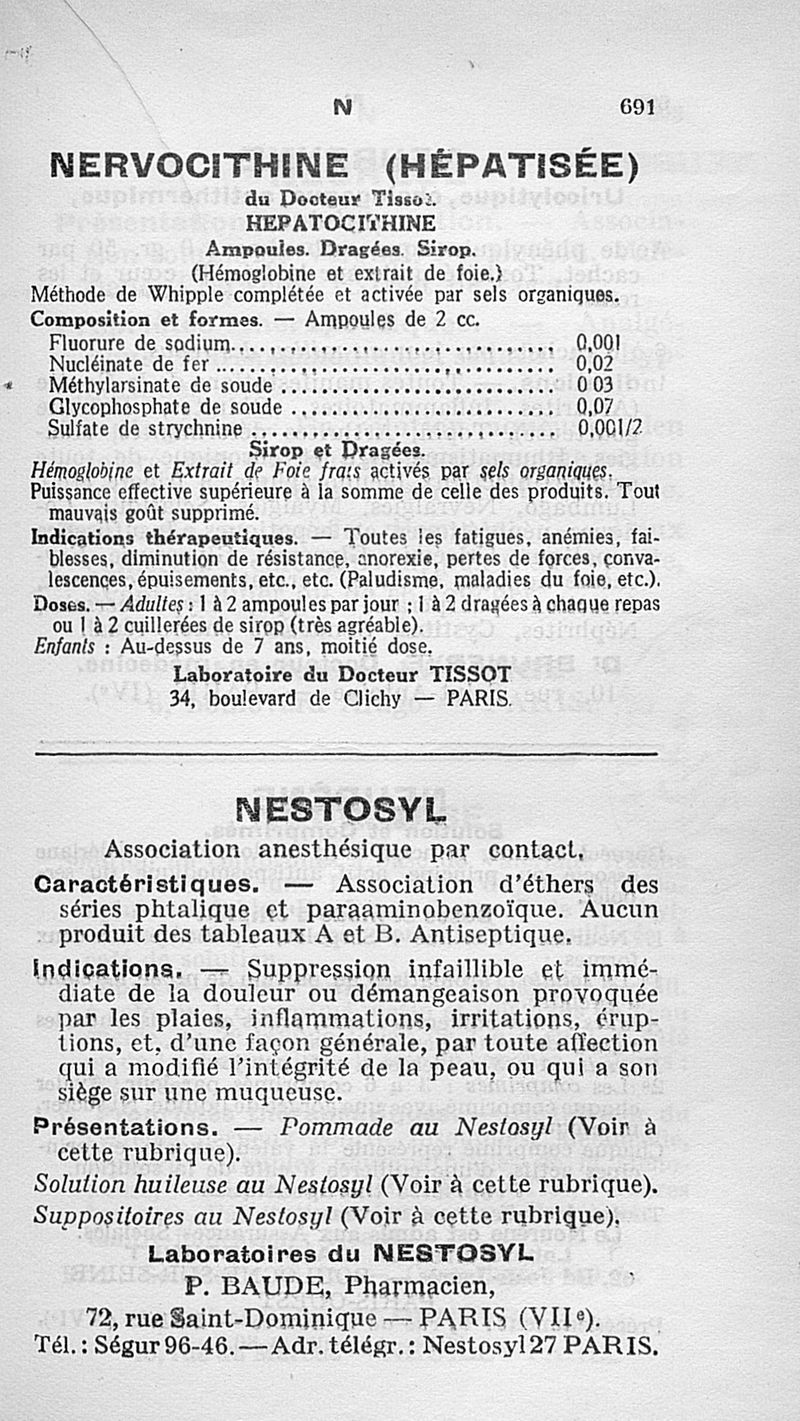 N 691
NERVOCITHINE (HÉPATISÉE)
du Docteur Tissot.
HEPATOCITHINE
Ampoules. Dragées. Sirop.
(Hémoglobine et extrait de foie.)
Méthode de Whipple complétée et activée par sels organiques.
Composition et formes. — Ampoules de 2 cc.
Fluorure de sodium.................................. 0,001
Nucléinate de fer .................................. 0,02
Méthylarsinate de soude ........................... 0 03
Glycophosphate de soude .......................... 0,07
Sulfate de strychnine .............................. 0,001/2
Sirop et Dragées.
Hémoglobine et Extrait de Foie frais activés par sels organiques.
Puissance effective supérieure à la somme de celle des produits. Tout
mauvais goût supprimé.
Indications thérapeutiques. — Toutes les fatigues, anémies, fai-
blesses, diminution de résistance, anorexie, pertes de forces, conva-
lescences, épuisements, etc., etc. (Paludisme, maladies du foie, etc.).
Doses. — Adultes : 1 à 2 ampoules par jour ; 1 à 2 dragées à chaque repas
ou 1 à 2 cuillerées de sirop (très agréable).
Enfants : Au-dessus de 7 ans, moitié dose.
Laboratoire du Docteur TISSOT
34, boulevard de Clichy — PARIS.
NESTOSYL
Association anesthésique par contact.
Caractéristiques. — Association d'éthers des
séries phtalique et paraaminobenzoïque. Aucun
produit des tableaux A et B. Antiseptique.
Indications. — Suppression infaillible et immé-
diate de la douleur ou démangeaison provoquée
par les plaies, inflammations, irritations, érup-
tions, et, d'une façon générale, par toute affection
qui a modifié l'intégrité de la peau, ou qui a son
siège sur une muqueuse.
Présentations. — Pommade au Nestosyl (Voir à
cette rubrique).
Solution huileuse au Nestosyl (Voir à cette rubrique).
Suppositoires au Nestosyl (Voir à cette rubrique).
Laboratoires du NESTOSYL
P. BAUDE, Pharmacien,
72, rue Saint-Dominique — PARIS (VIIe).
Tél. : Ségur 96-46. — Adr. télégr. : Nestosyl 27 PARIS.